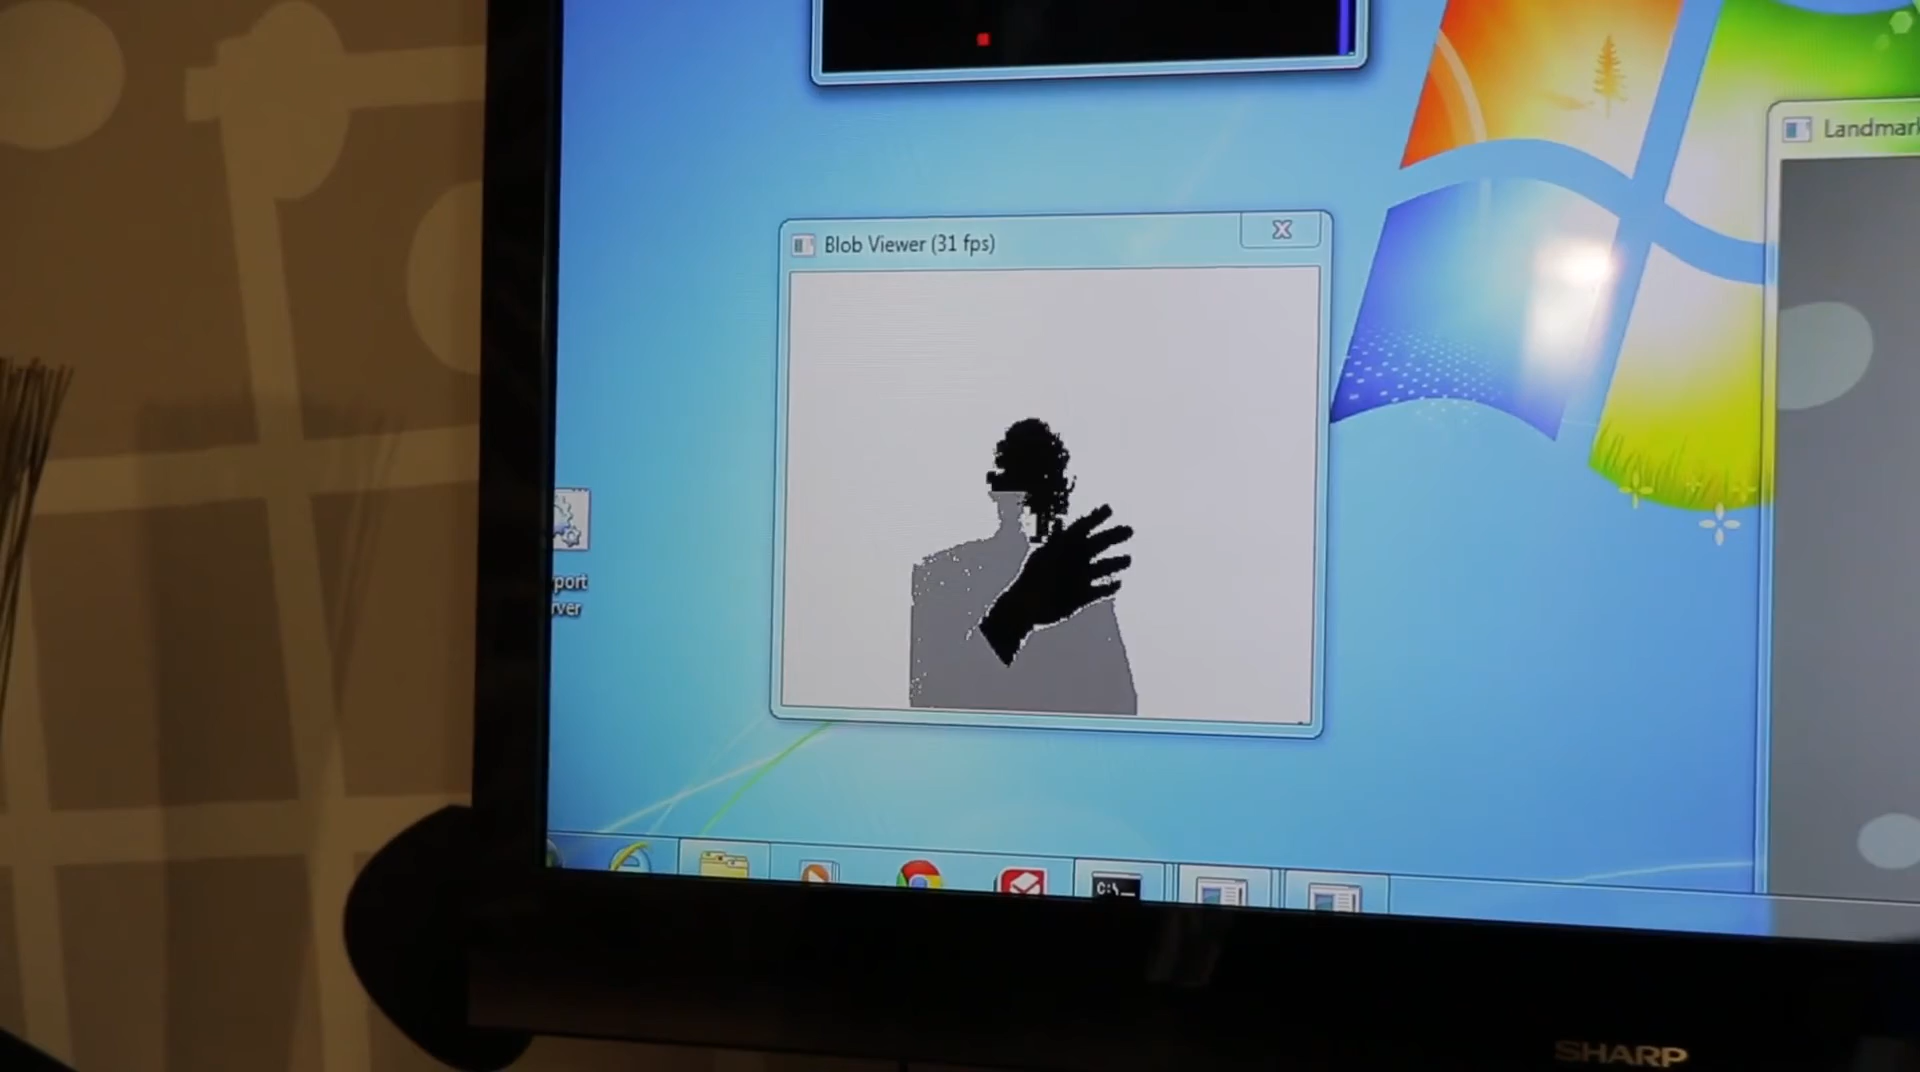 Landmark
Blob Viewer (31 fps)
port
rver
C:\_
SHARP